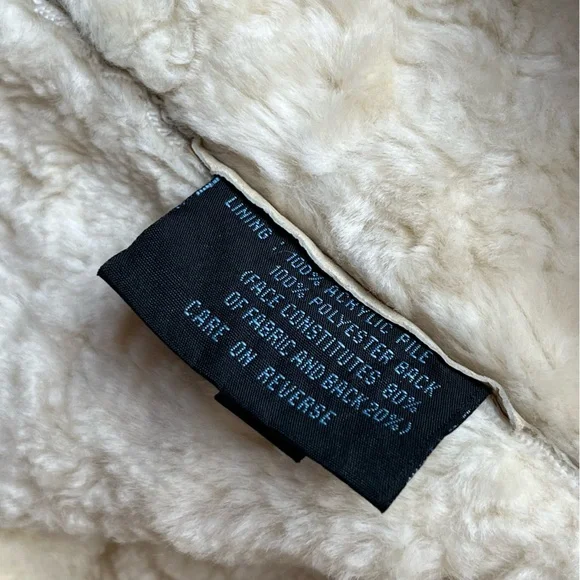 LINING : 100% ACRYLIC PILE
100% POLYESTER BACK
(FACE CONSTITUTES 80%
OF FABRIC AND BACK 20%)
CARE ON REVERSE